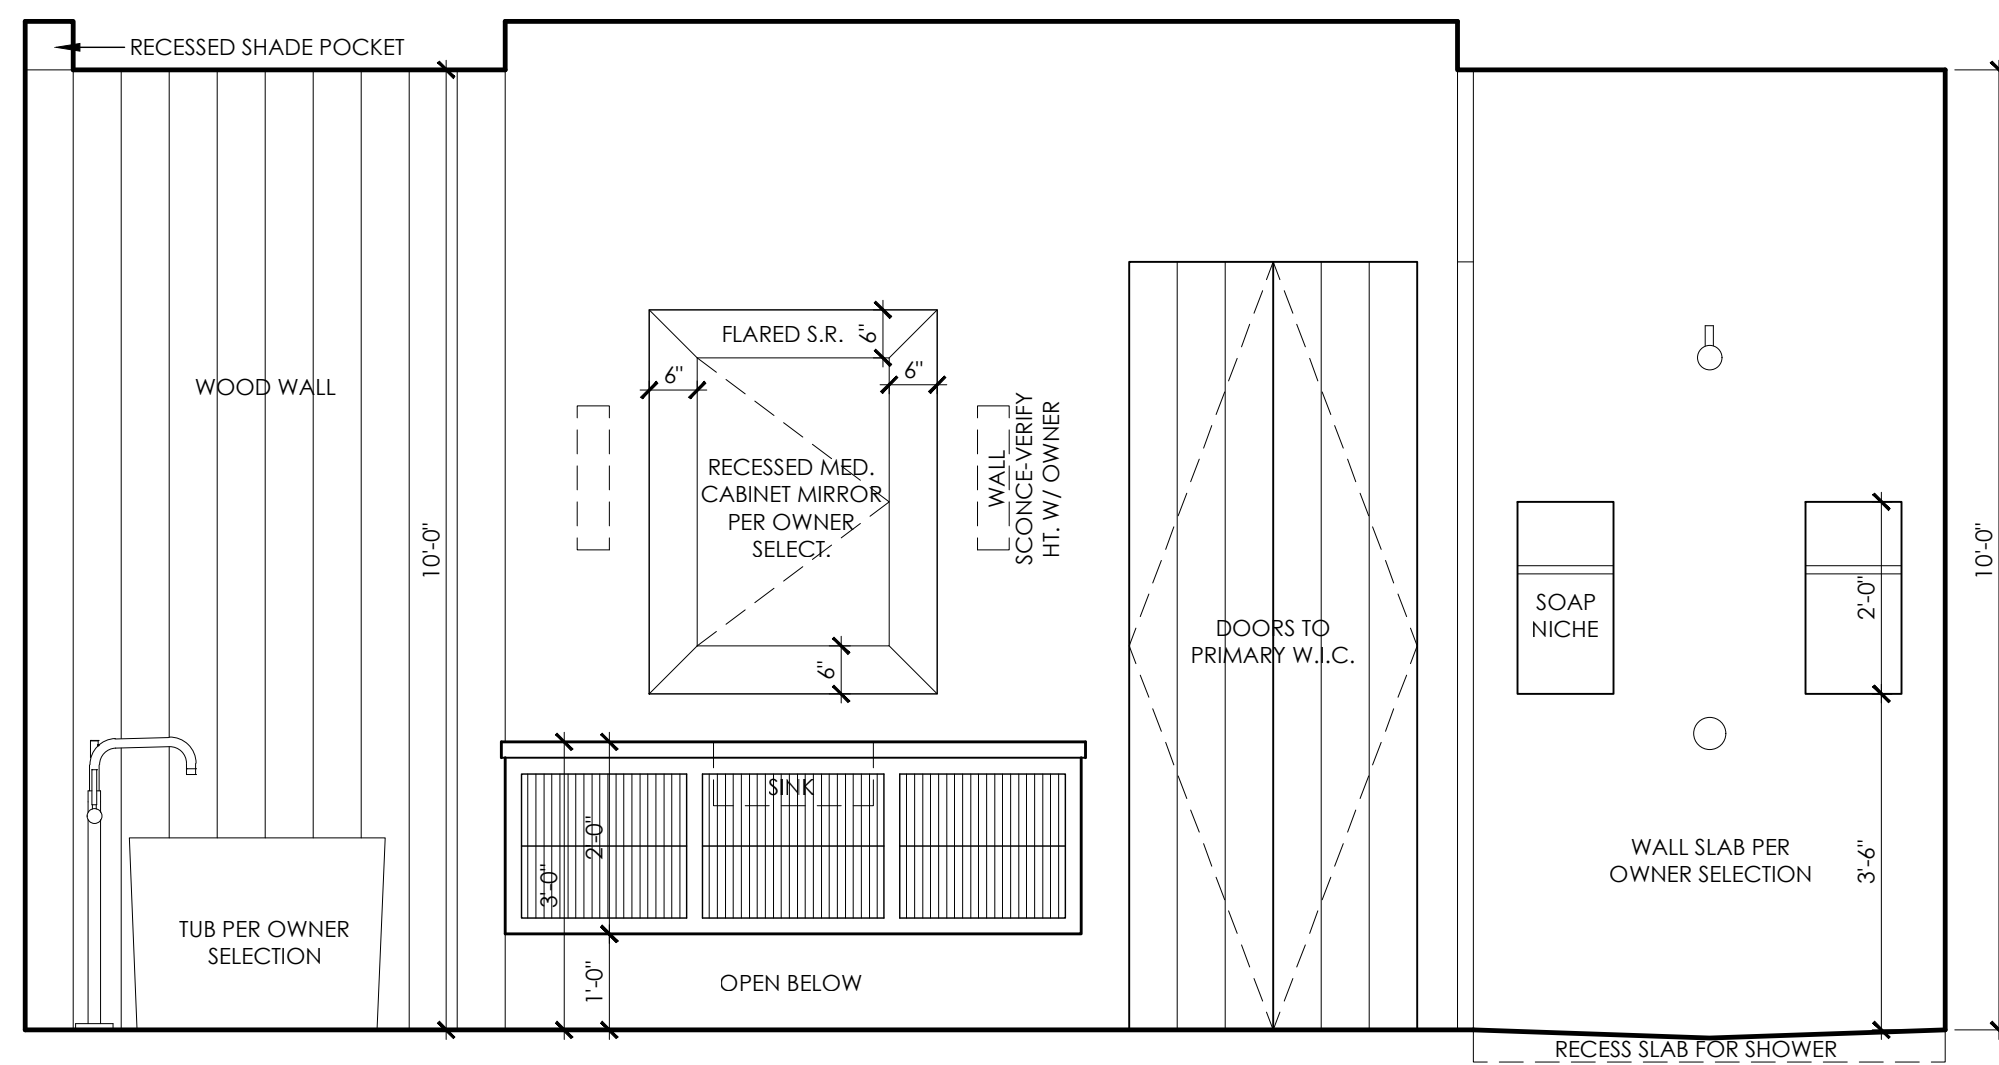 RECESSED SHADE POCKET
WOOD WALL
10'-0"
TUB PER OWNER
SELECTION
FLARED S.R.
6"
6"
6"
RECESSED MED.
CABINET MIRROR
PER OWNER
SELECT.
6"
WALL
SCONCE-VERIFY
HT. W/ OWNER
SINK
2'-0"
3'-0"
1'-0"
OPEN BELOW
DOORS TO
PRIMARY W.I.C.
SOAP
NICHE
2'-0"
10'-0"
WALL SLAB PER
OWNER SELECTION
3'-6"
RECESS SLAB FOR SHOWER